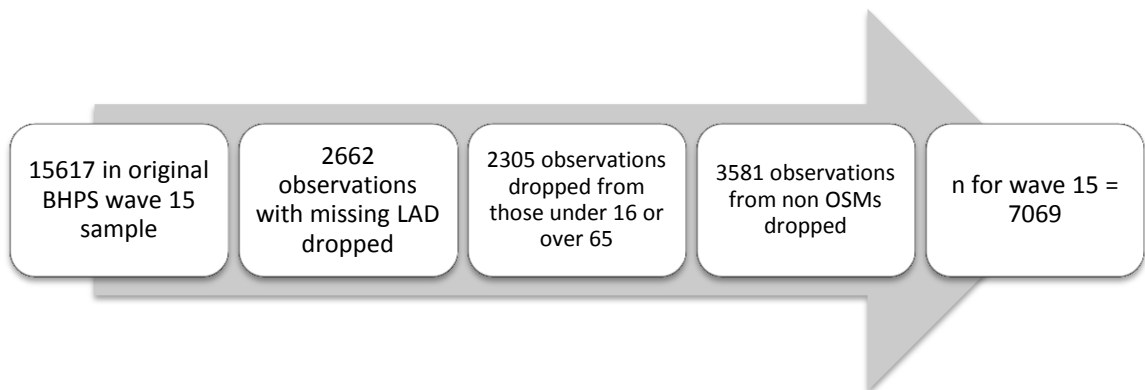 15617 in original
BHPS wave 15
sample
2662
observations
with missing LAD
dropped
2305 observations
dropped from
those under 16 or
over 65
3581 observations
from non OSMs
dropped
n for wave 15 =
7069